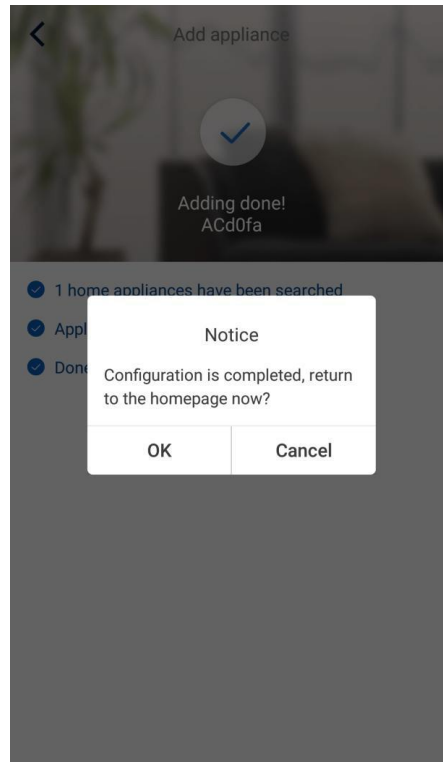 Add appliance
Adding done!
ACd0fa
1 home appliances have been searched
Appl
Done
Notice
Configuration is completed, return
to the homepage now?
OK
Cancel